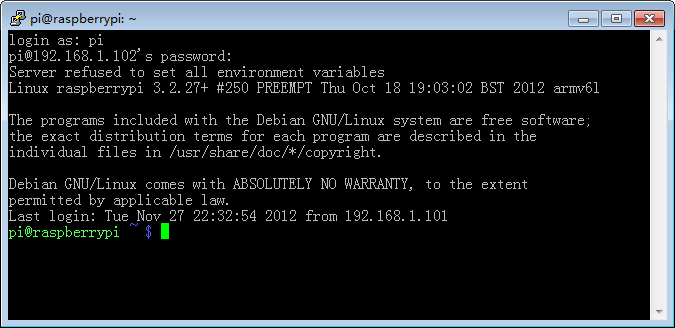 pi@raspberrypi: ~
login as: pi
pi@192.168.1.102's password:
Server refused to set all environment variables
Linux raspberrypi 3.2.27+ #250 PREEMPT Thu Oct 18 19:03:02 BST 2012 armv6l
The programs included with the Debian GNU/Linux system are free software;
the exact distribution terms for each program are described in the
individual files in /usr/share/doc/*/copyright.
Debian GNU/Linux comes with ABSOLUTELY NO WARRANTY, to the extent
permitted by applicable law.
Last login: Tue Nov 27 22:32:54 2012 from 192.168.1.101
pi@raspberrypi ~ $